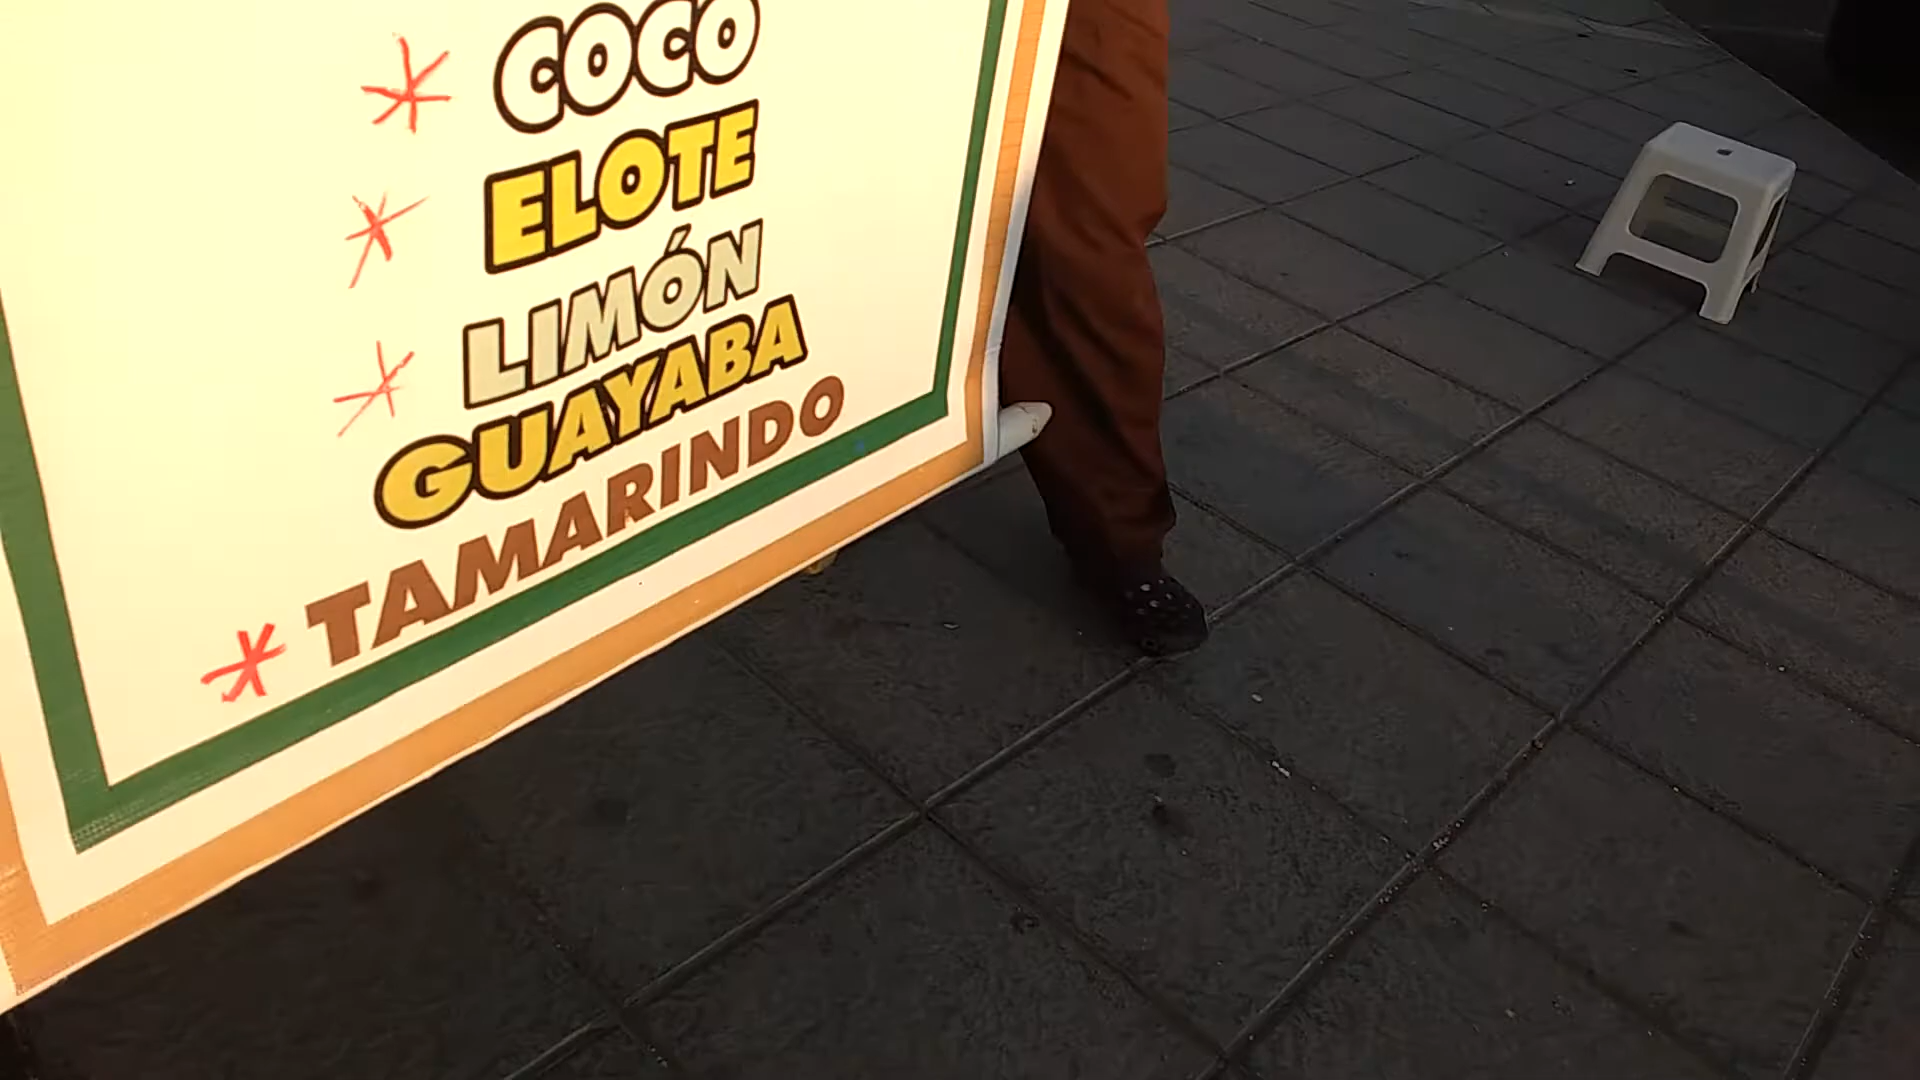 * COCO
* ELOTE
* LIMÓN
GUAYABA
* TAMARINDO